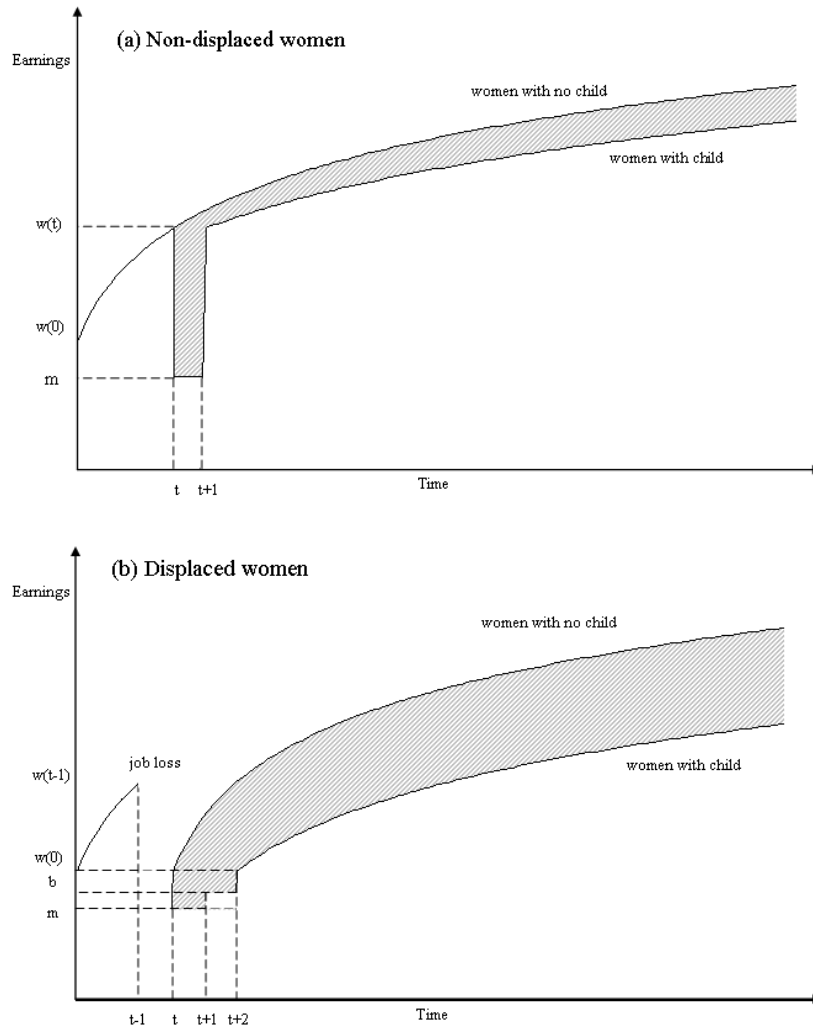 (a) Non-displaced women
Earnings
women with no child
women with child
w(t)
w(0)
m
t
t+1
Time
(b) Displaced women
Earnings
women with no child
job loss
w(t-1)
women with child
w(0)
b
m
t-1
t
t+1
t+2
Time